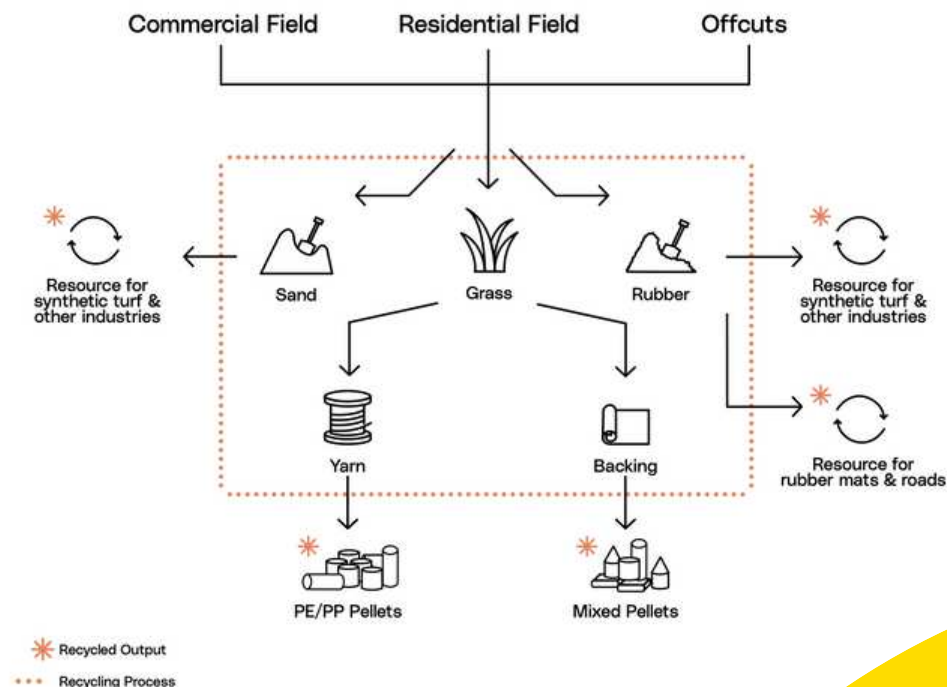 Commercial Field
Residential Field
Offcuts
Sand
Grass
Rubber
Resource for
synthetic turf &
other industries
Resource for
synthetic turf &
other industries
Yarn
Backing
Resource for
rubber mats & roads
PE/PP Pellets
Mixed Pellets
Recycled Output
Recycling Process